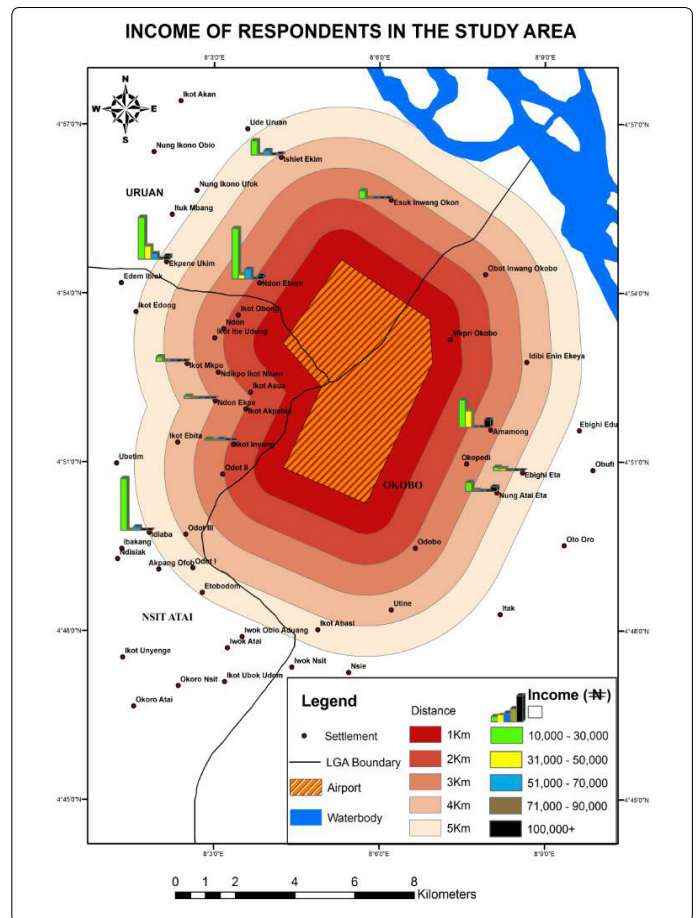 INCOME OF RESPONDENTS IN THE STUDY AREA
8°3'0"E 8°6'0"E 8°9'0"E
N
W E
S
Ikot Akan
4°57'0"N 4°57'0"N
Ude Uruan
Nung Ikono Obio
Ishiet Ekim
URUAN
Nung Ikono Ufok
Esuk Inwang Okon
Ituk Mbang
Ekpene Ukim
Obot Inwang Okobo
Edem Ibiok
Ndon Ebum
4°54'0"N 4°54'0"N
Ikot Edong
Ikot Obong
Ndon
Ikot Itie Udung
Mkpri Okobo
Ikot Mkpo
Idibi Enin Ekeya
Ndikpo Ikot Ntuen
Ikot Asua
Ndon Ekpe
Ikot Akpabio
Amamong
Ebighi Edu
Ikot Ebita
Ikot Inyang
4°51'0"N 4°51'0"N
Ubetim
Okopedi
Odot II
Ebighi Eta
Obufi
OKOBO
Nung Atai Eta
Idiaba
Odot III
Ibakang
Odobo
Oto Oro
Ndisiak
Akpang Ofob
Odot I
Etobodom
Utine
Itak
NSIT ATAI
4°48'0"N 4°48'0"N
Ikot Abasi
Iwok Obio Aduang
Iwok Atai
Ikot Unyenge
Iwok Nsit
Nsie
Okoro Nsit
Ikot Ubok Udom
Okoro Atai
Legend
Settlement
LGA Boundary
Airport
Waterbody
Distance
1Km
2Km
3Km
4Km
5Km
Income (₦)
10,000 - 30,000
31,000 - 50,000
51,000 - 70,000
71,000 - 90,000
100,000+
4°45'0"N 4°45'0"N
8°3'0"E 8°6'0"E 8°9'0"E
0 1 2 4 6 8
Kilometers